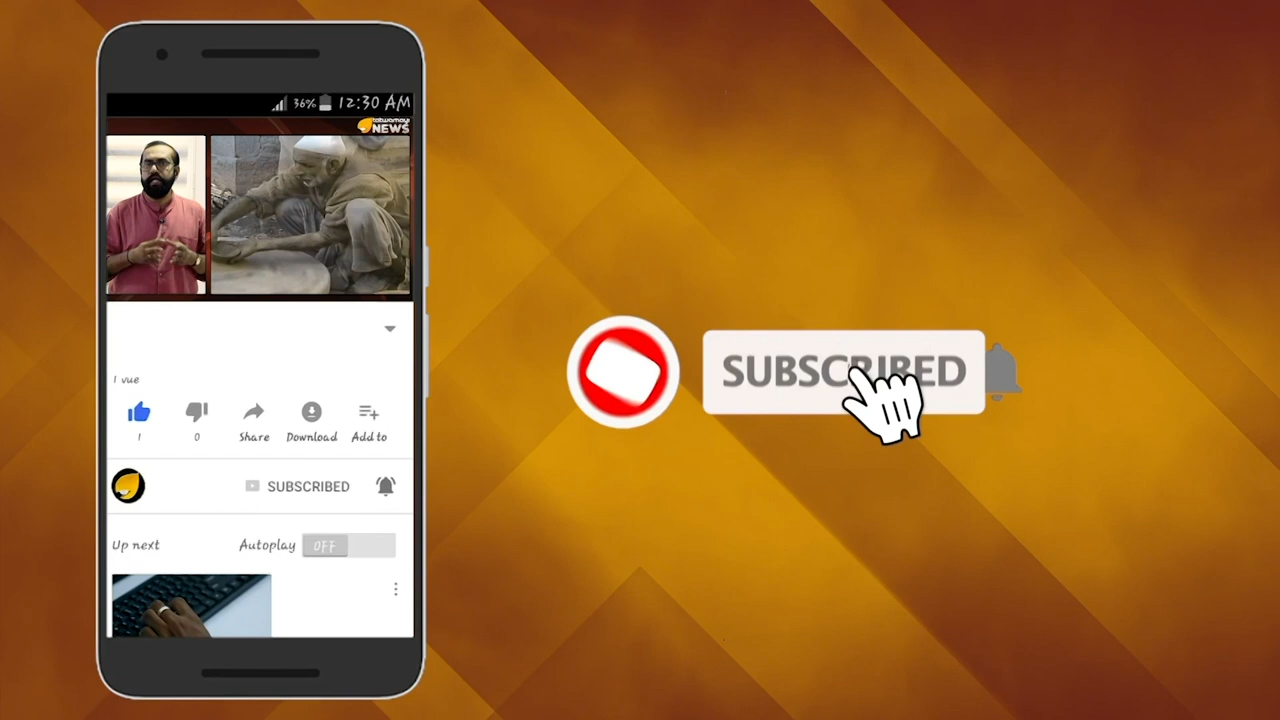 36% 12:30 AM
tatwamayi
NEWS
1 vue
1 0 Share Download Add to
SUBSCRIBED
Up next Autoplay OFF
SUBSCRIBED